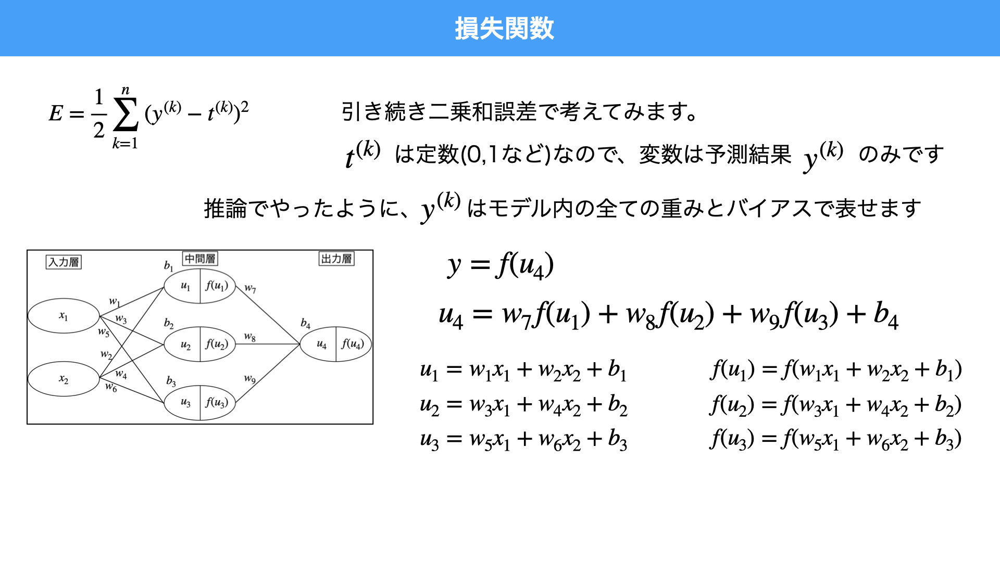 損失関数
E = 1/2 ∑_{k=1}^{n} (y^{(k)} − t^{(k)})^2
引き続き二乗和誤差で考えてみます。
t^{(k)} は定数(0,1など)なので、変数は予測結果 y^{(k)} のみです
推論でやったように、y^{(k)} はモデル内の全ての重みとバイアスで表せます
入力層 中間層 出力層
b_1
u_1 f(u_1) w_7
w_1
x_1 w_3 b_2 b_4
w_5 w_8
u_2 f(u_2) u_4 f(u_4)
w_2
w_4
x_2 w_6 b_3 w_9
u_3 f(u_3)
y = f(u_4)
u_4 = w_7f(u_1) + w_8f(u_2) + w_9f(u_3) + b_4
u_1 = w_1x_1 + w_2x_2 + b_1
f(u_1) = f(w_1x_1 + w_2x_2 + b_1)
u_2 = w_3x_1 + w_4x_2 + b_2
f(u_2) = f(w_3x_1 + w_4x_2 + b_2)
u_3 = w_5x_1 + w_6x_2 + b_3
f(u_3) = f(w_5x_1 + w_6x_2 + b_3)